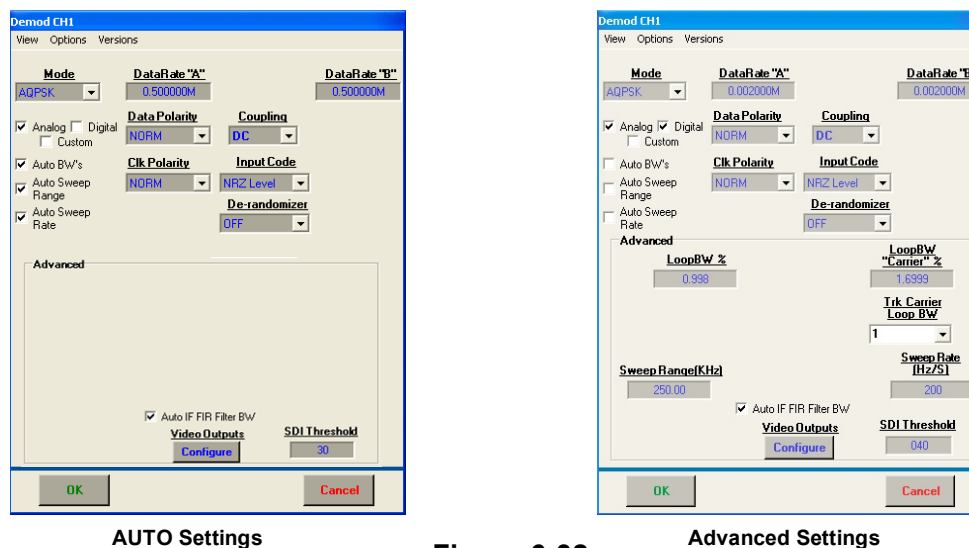 Demod CH1
View Options Versions
Mode DataRate "A" DataRate "B"
AQPSK 0.500000M 0.500000M
Analog Digital
Custom
Data Polarity Coupling
NORM DC
Auto BW's
Clk Polarity Input Code
NORM NRZ Level
Auto Sweep
Range
De-randomizer
Auto Sweep
Rate
OFF
Advanced
Auto IF FIR Filter BW
Video Outputs SDI Threshold
Configure 30
OK Cancel
AUTO Settings
Demod CH1
View Options Versions
Mode DataRate "A" DataRate
AQPSK 0.002000M 0.002000M
Analog Digital
Custom
Data Polarity Coupling
NORM DC
Auto BW's
Clk Polarity Input Code
NORM NRZ Level
Auto Sweep
Range
De-randomizer
Auto Sweep
Rate
OFF
Advanced
LoopBW % LoopBW
"Carrier" %
0.998 1.6999
Trk Carrier
Loop BW
1
Sweep Range(KHz) Sweep Rate
(Hz/S)
250.00 200
Auto IF FIR Filter BW
Video Outputs SDI Threshold
Configure 040
OK Cancel
Advanced Settings